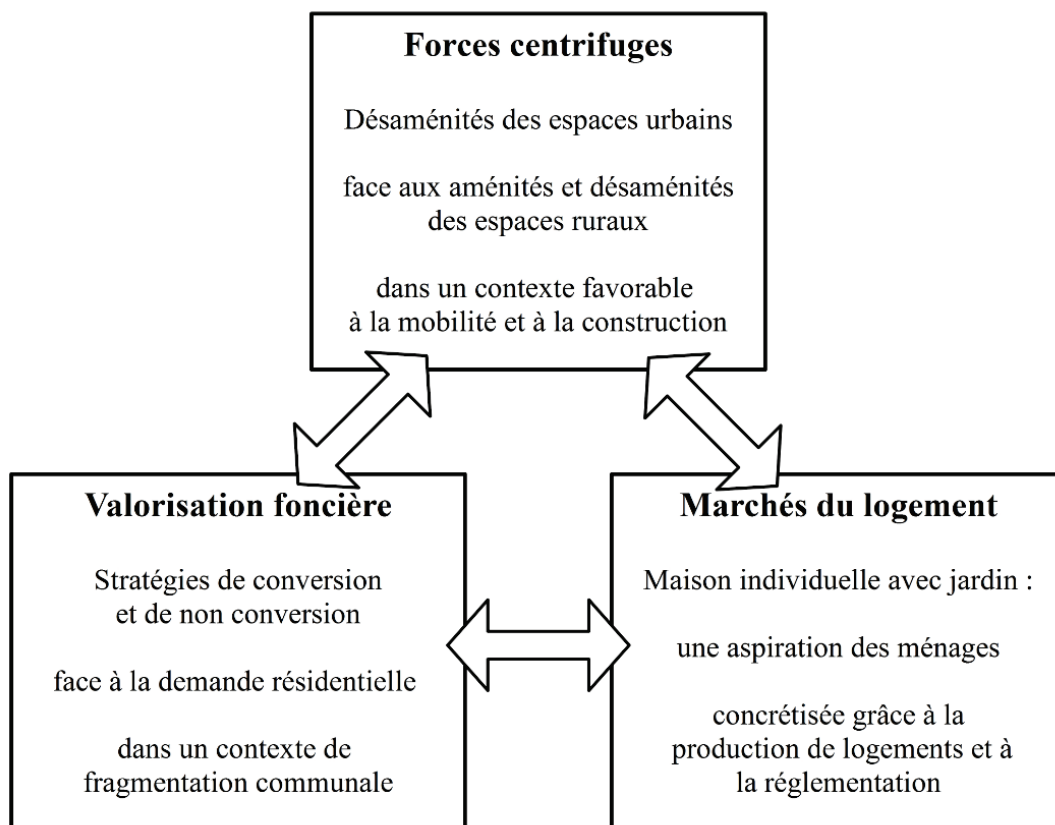 Forces centrifuges
Désaménités des espaces urbains
face aux aménités et désaménités
des espaces ruraux
dans un contexte favorable
à la mobilité et à la construction
Valorisation foncière
Stratégies de conversion
et de non conversion
face à la demande résidentielle
dans un contexte de
fragmentation communale
Marchés du logement
Maison individuelle avec jardin :
une aspiration des ménages
concrétisée grâce à la
production de logements et à
la réglementation